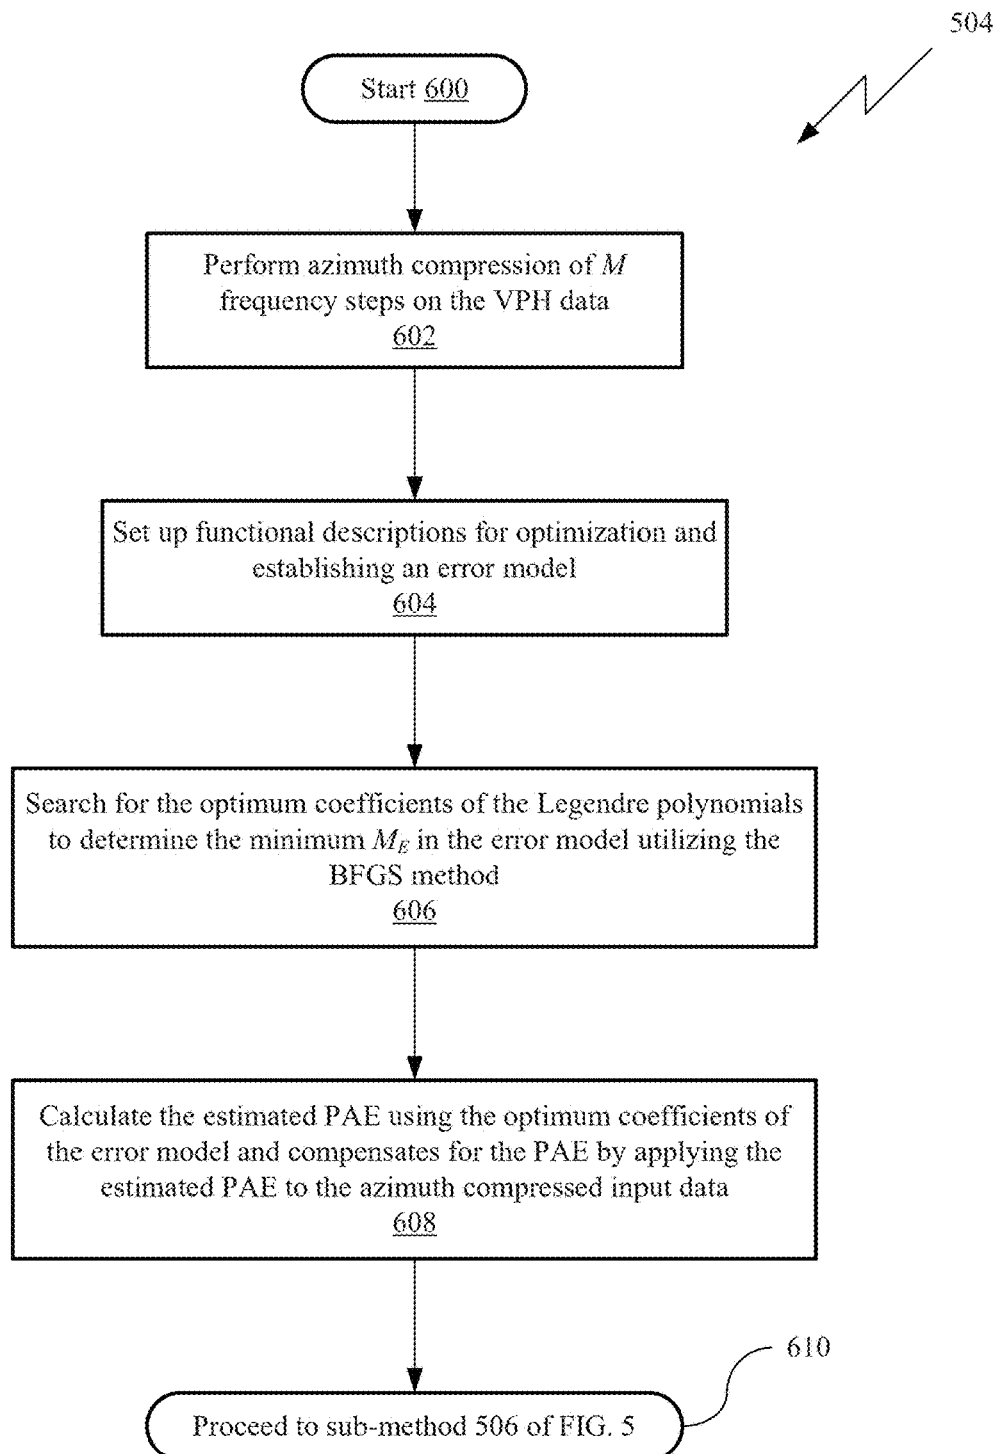 504
Start 600
Perform azimuth compression of M
frequency steps on the VPH data
602
Set up functional descriptions for optimization and
establishing an error model
604
Search for the optimum coefficients of the Legendre polynomials
to determine the minimum M_E in the error model utilizing the
BFGS method
606
Calculate the estimated PAE using the optimum coefficients of
the error model and compensates for the PAE by applying the
estimated PAE to the azimuth compressed input data
608
610
Proceed to sub-method 506 of FIG. 5